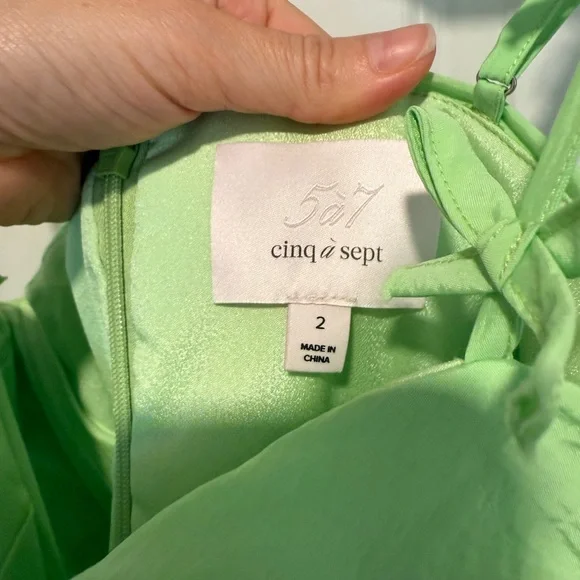 5à7
cinq à sept
2
MADE IN
CHINA